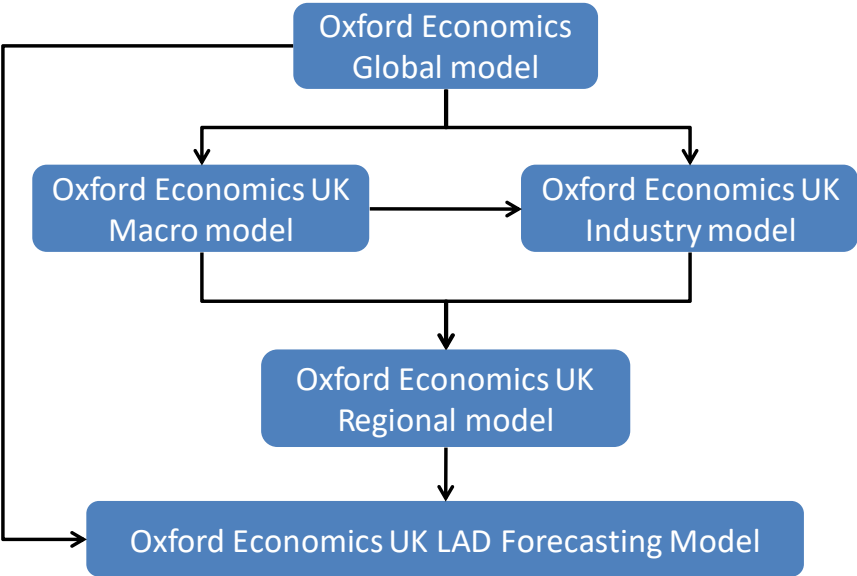 Oxford Economics
Global model
Oxford Economics UK
Macro model
Oxford Economics UK
Industry model
Oxford Economics UK
Regional model
Oxford Economics UK LAD Forecasting Model